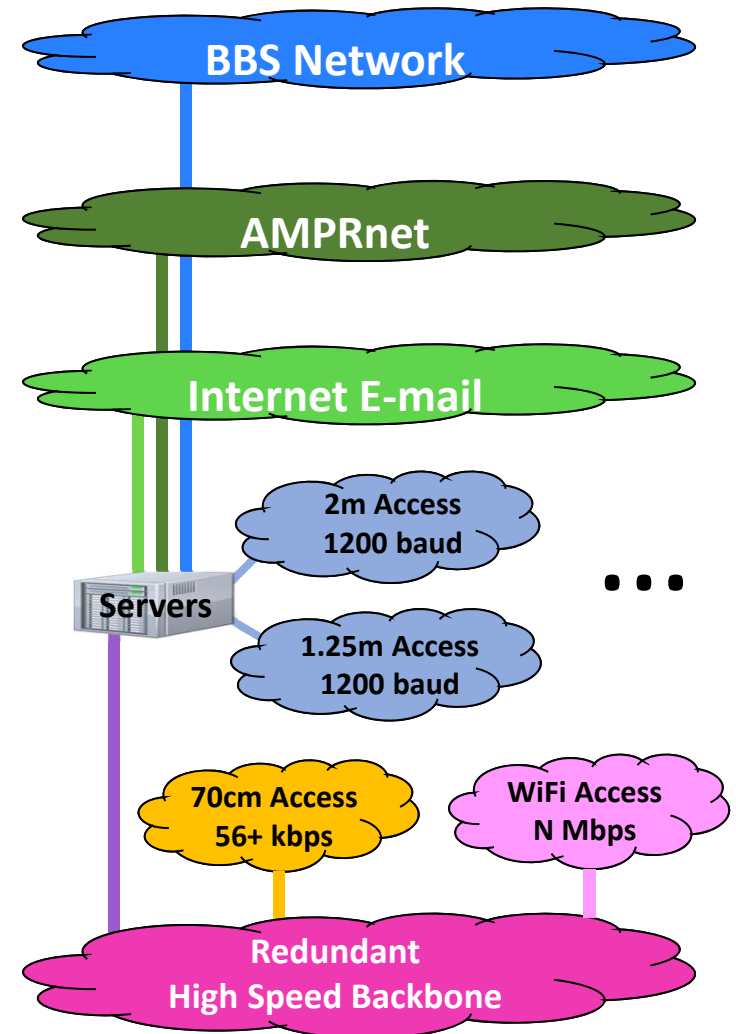 BBS Network
AMPRnet
Internet E-mail
2m Access
1200 baud
...
Servers
1.25m Access
1200 baud
70cm Access
56+ kbps
WiFi Access
N Mbps
Redundant
High Speed Backbone